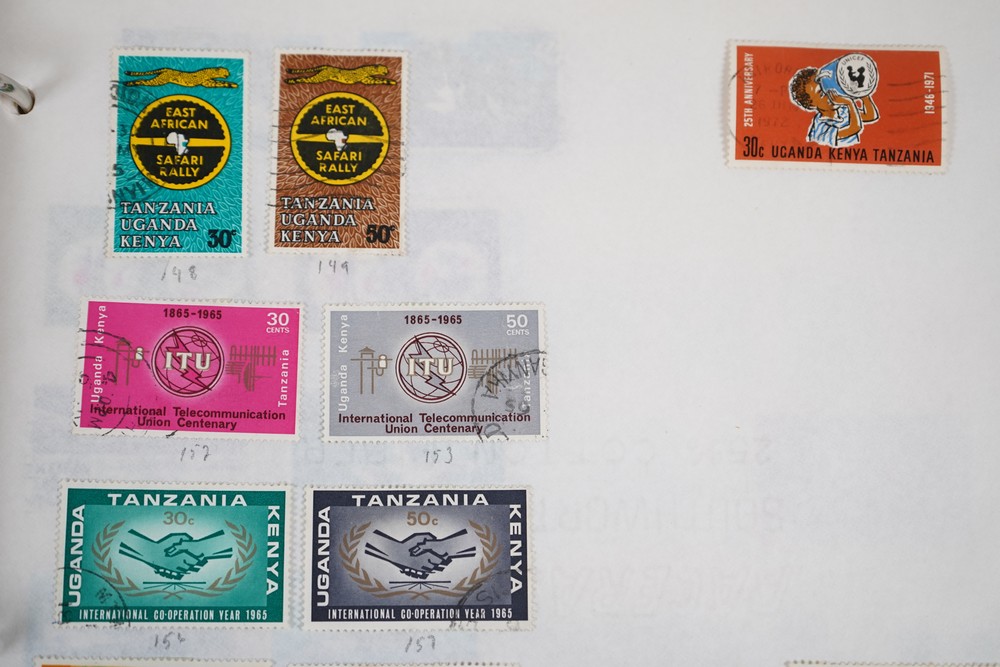 EAST
AFRICAN
SAFARI
RALLY
TANZANIA
UGANDA
KENYA 30c
148
EAST
AFRICAN
SAFARI
RALLY
TANZANIA
UGANDA
KENYA 50c
149
25TH ANNIVERSARY
UNICEF
1946-1971
30c UGANDA KENYA TANZANIA
1865-1965
30
CENTS
Uganda Kenya
ITU
Tanzania
International Telecommunication
Union Centenary
152
1865-1965
50
CENTS
Uganda Kenya
ITU
Tanzania
International Telecommunication
Union Centenary
153
TANZANIA
30c
UGANDA
KENYA
INTERNATIONAL CO-OPERATION YEAR 1965
TANZANIA
50c
UGANDA
KENYA
INTERNATIONAL CO-OPERATION YEAR 1965
157